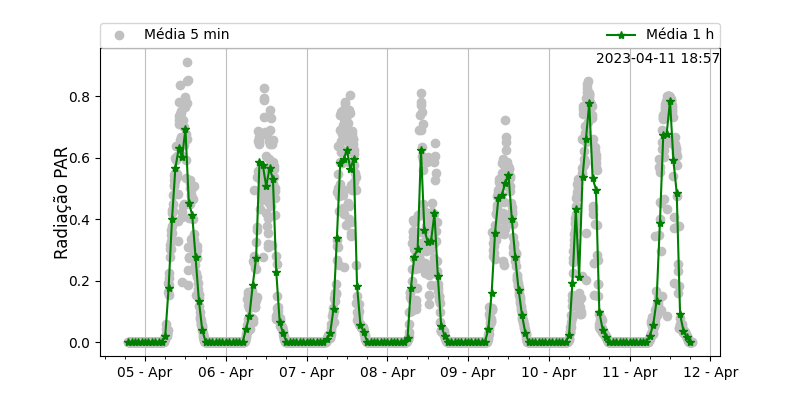 Média 5 min
Média 1 h
2023-04-11 18:57
Radiação PAR
0.8
0.6
0.4
0.2
0.0
05 - Apr
06 - Apr
07 - Apr
08 - Apr
09 - Apr
10 - Apr
11 - Apr
12 - Apr